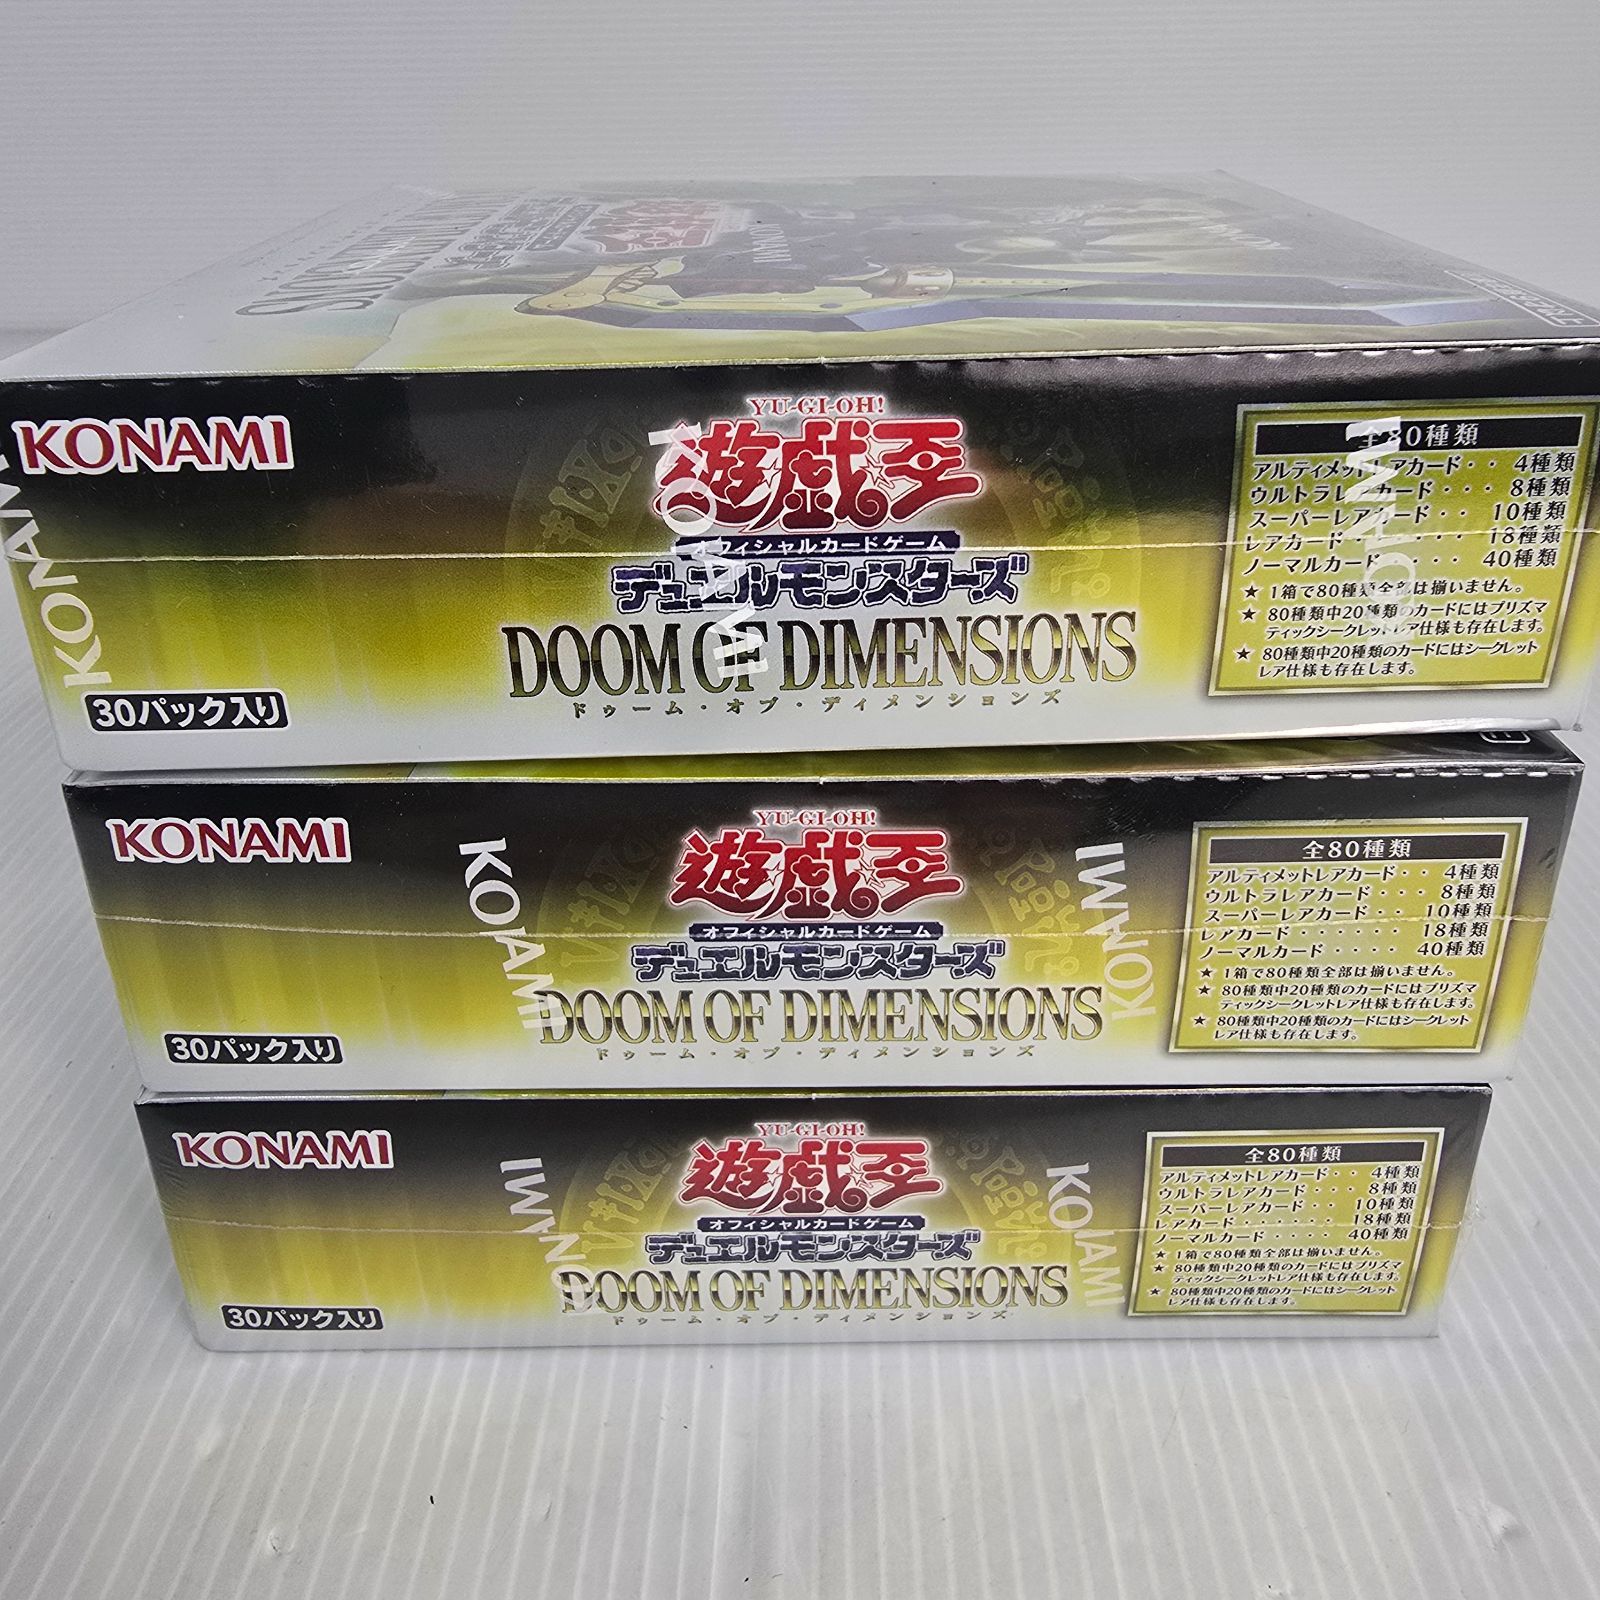 DOOM OF DIMENSIONS
KONAMI
KONAMI
KONAMI
YU-GI-OH!
遊戯王
オフィシャルカードゲーム
デュエルモンスターズ
DOOM OF DIMENSIONS
ドゥーム・オブ・ディメンションズ
30パック入り
全80種類
アルティメットレアカード・・ 4種類
ウルトラレアカード・・・ 8種類
スーパーレアカード・・ 10種類
レアカード・・・・・・ 18種類
ノーマルカード・・・・ 40種類
★ 1箱で80種類全部は揃いません。
★ 80種類中20種類のカードにはプリズマ
ティックシークレットレア仕様も存在します。
★ 80種類中20種類のカードにはシークレット
レア仕様も存在します。
KONAMI
KONAMI
KONAMI
KONAMI
KONAMI
YU-GI-OH!
遊戯王
オフィシャルカードゲーム
デュエルモンスターズ
DOOM OF DIMENSIONS
ドゥーム・オブ・ディメンションズ
30パック入り
全80種類
アルティメットレアカード・・ 4種類
ウルトラレアカード・・・ 8種類
スーパーレアカード・・ 10種類
レアカード・・・・・・ 18種類
ノーマルカード・・・・ 40種類
★ 1箱で80種類全部は揃いません。
★ 80種類中20種類のカードにはプリズマ
ティックシークレットレア仕様も存在します。
★ 80種類中20種類のカードにはシークレット
レア仕様も存在します。
KONAMI
KONAMI
KONAMI
YU-GI-OH!
遊戯王
オフィシャルカードゲーム
デュエルモンスターズ
DOOM OF DIMENSIONS
ドゥーム・オブ・ディメンションズ
30パック入り
全80種類
アルティメットレアカード・・ 4種類
ウルトラレアカード・・・ 8種類
スーパーレアカード・・ 10種類
レアカード・・・・・・ 18種類
ノーマルカード・・・・ 40種類
★ 1箱で80種類全部は揃いません。
★ 80種類中20種類のカードにはプリズマ
ティックシークレットレア仕様も存在します。
★ 80種類中20種類のカードにはシークレット
レア仕様も存在します。
KONAMI
KONAMI